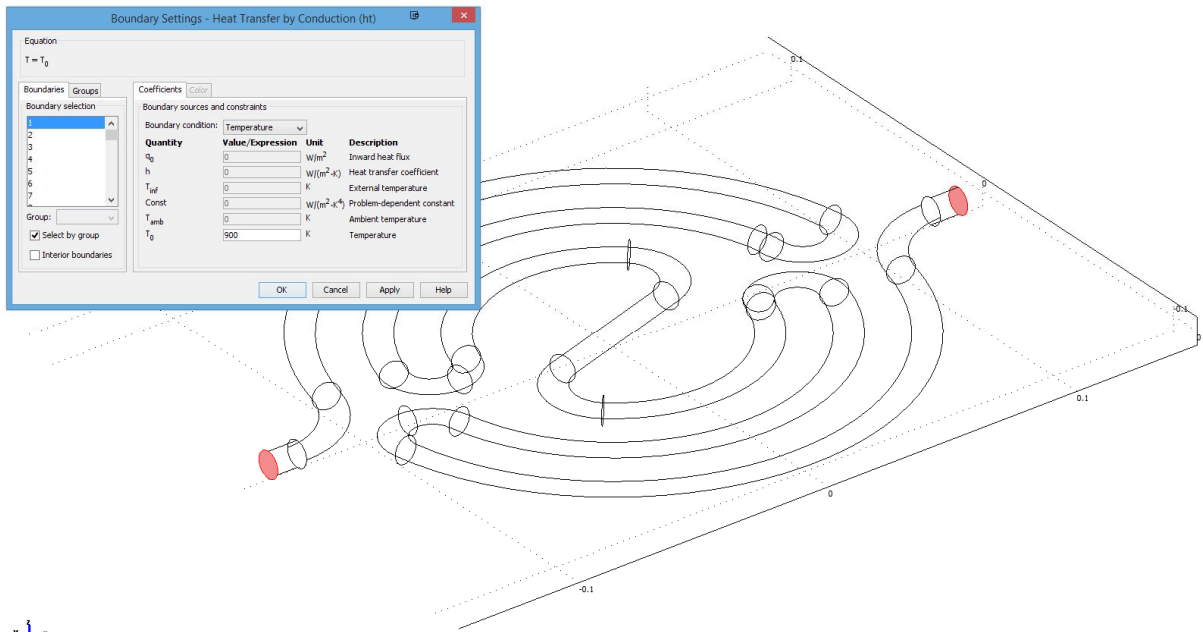 Boundary Settings - Heat Transfer by Conduction (ht)
Equation
T = T0
Boundaries Groups
Boundary selection
1
2
3
4
5
6
7
Group:
Select by group
Interior boundaries
Coefficients Color
Boundary sources and constraints
Boundary condition: Temperature
Quantity Value/Expression Unit Description
q0 0 W/m2 Inward heat flux
h 0 W/(m2·K) Heat transfer coefficient
Tinf 0 K External temperature
Const 0 W/(m2·K4) Problem-dependent constant
Tamb 0 K Ambient temperature
T0 900 K Temperature
OK Cancel Apply Help
0.1
0
-0.1
0
0.1
0
-0.1
z